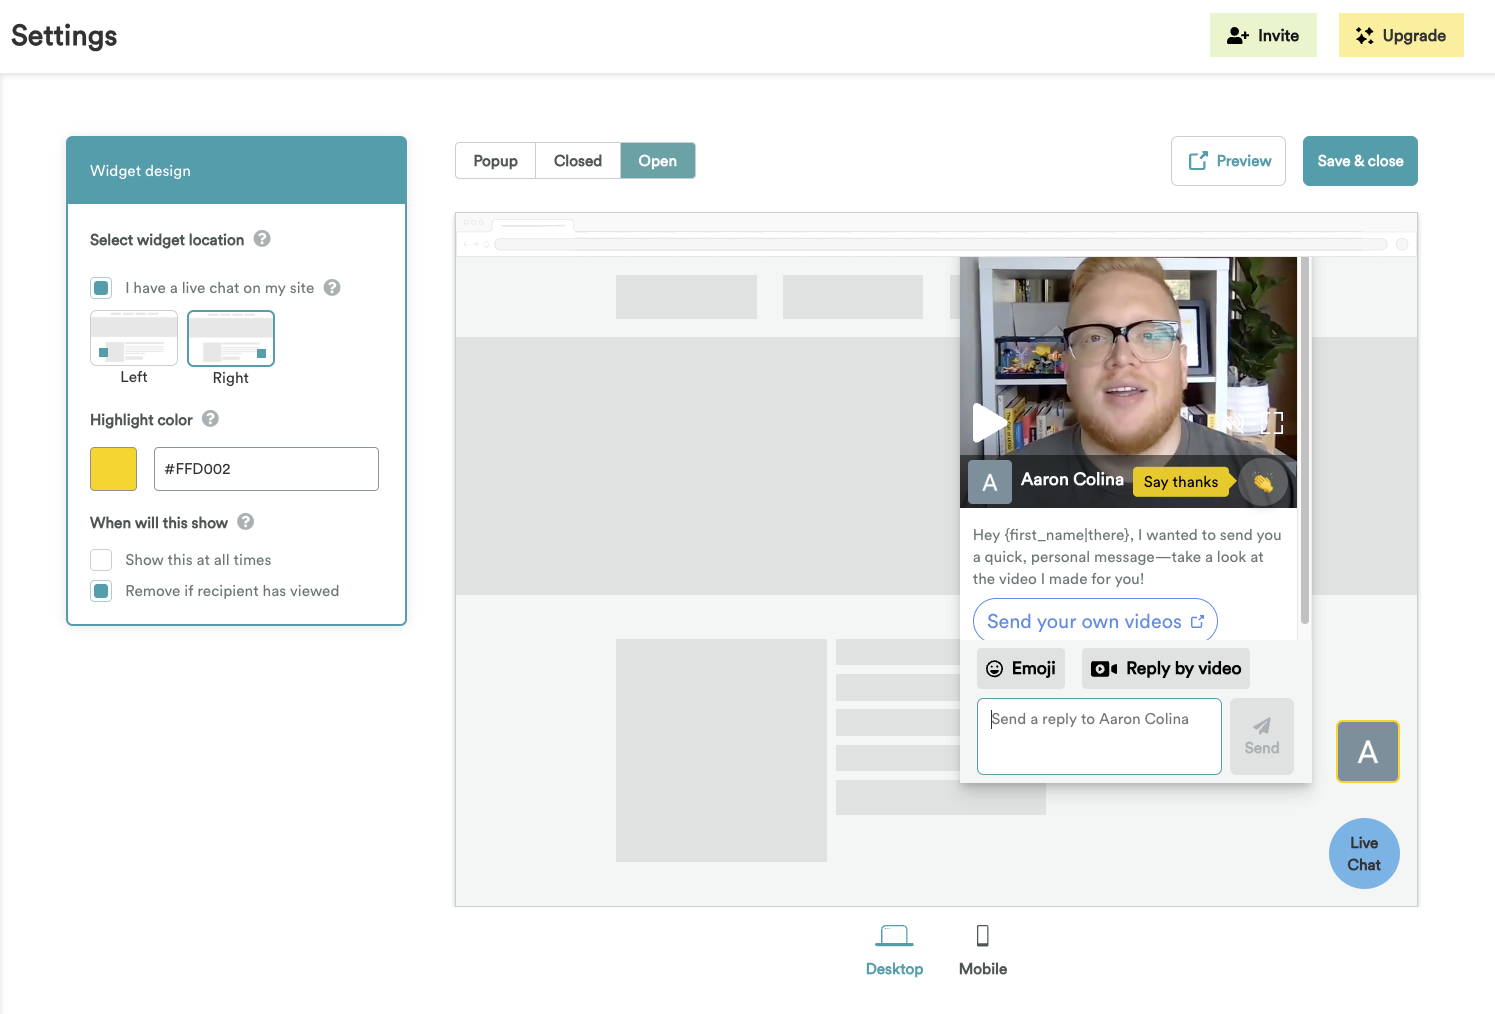 Settings
Invite
Upgrade
Widget design
Popup
Closed
Open
Preview
Save & close
Select widget location
I have a live chat on my site
Left
Right
Highlight color
#FFD002
When will this show
Show this at all times
Remove if recipient has viewed
A
Aaron Colina
Say thanks
Hey {first_name|there}, I wanted to send you
a quick, personal message—take a look at
the video I made for you!
Send your own videos
Emoji
Reply by video
Send a reply to Aaron Colina
Send
A
Live
Chat
Desktop
Mobile